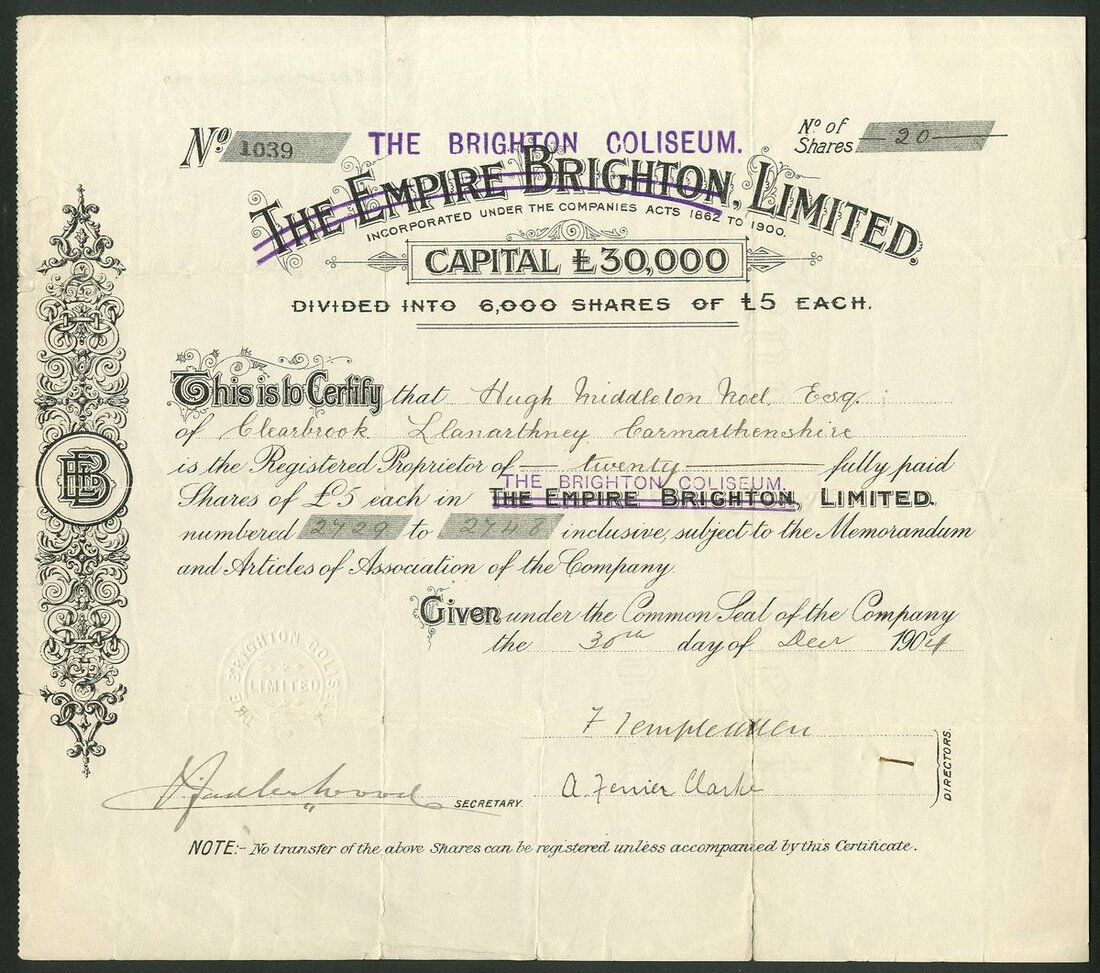 Nº 1039
THE BRIGHTON COLISEUM.
Nº of Shares 20
THE EMPIRE BRIGHTON, LIMITED.
INCORPORATED UNDER THE COMPANIES ACTS 1862 TO 1900.
CAPITAL £30,000
DIVIDED INTO 6,000 SHARES OF £5 EACH.
This is to Certify that Hugh Middleton Noel, Esq.
of Clearbrook Llanarthney Carmarthenshire
is the Registered Proprietor of twenty fully paid
THE BRIGHTON COLISEUM.
Shares of £5 each in THE EMPIRE BRIGHTON, LIMITED.
numbered 2729 to 2748 inclusive, subject to the Memorandum
and Articles of Association of the Company.
Given under the Common Seal of the Company
the 30th day of Decr 1904
THE BRIGHTON COLISEUM
LIMITED
EB LTD
F Temple
A. Ferrier Clarke
DIRECTORS.
SECRETARY
NOTE:- No transfer of the above Shares can be registered unless accompanied by this Certificate.